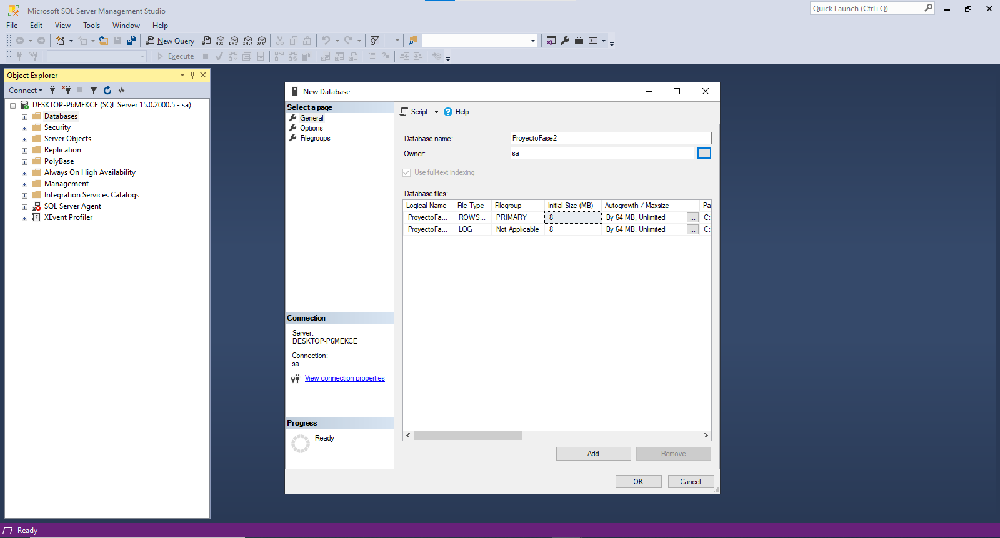 Microsoft SQL Server Management Studio
Quick Launch (Ctrl+Q)
File Edit View Tools Window Help
New Query MDX DMX XMLA DAX
Execute
Object Explorer
Connect
DESKTOP-P6MEKCE (SQL Server 15.0.2000.5 - sa)
Databases
Security
Server Objects
Replication
PolyBase
Always On High Availability
Management
Integration Services Catalogs
SQL Server Agent
XEvent Profiler
New Database
Select a page
General
Options
Filegroups
Connection
Server:
DESKTOP-P6MEKCE
Connection:
sa
View connection properties
Progress
Ready
Script Help
Database name: ProyectoFase2
Owner: sa ...
Use full-text indexing
Database files:
Logical Name File Type Filegroup Initial Size (MB) Autogrowth / Maxsize Pa
ProyectoFa... ROWS... PRIMARY 8 By 64 MB, Unlimited ... C:\
ProyectoFa... LOG Not Applicable 8 By 64 MB, Unlimited ... C:\
Add Remove
OK Cancel
Ready